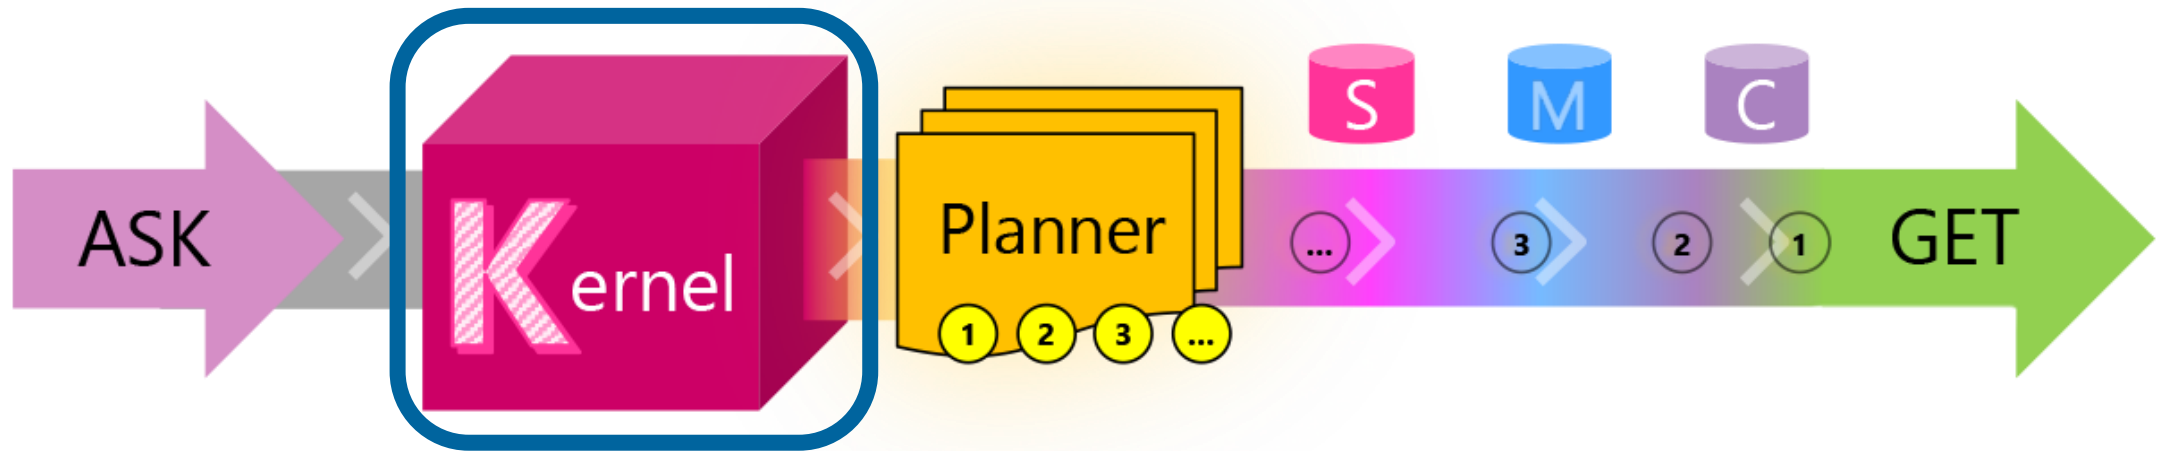 ASK
Kernel
Planner
1 2 3 ...
S M C
... 3 2 1
GET